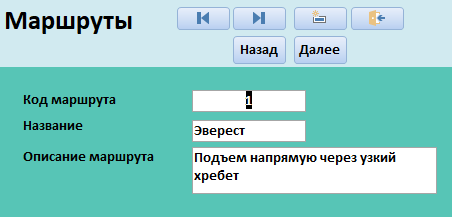 Маршруты
Назад Далее
Код маршрута 1
Название Эверест
Описание маршрута Подъем напрямую через узкий
хребет